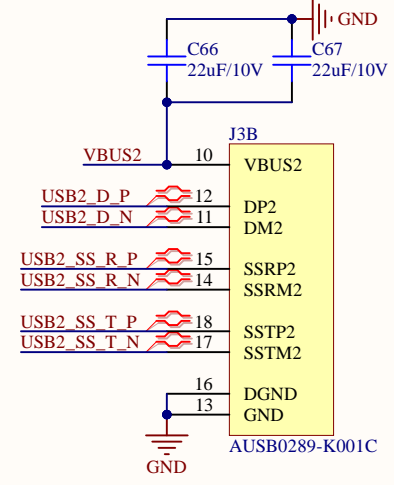 GND
C66
22uF/10V
C67
22uF/10V
J3B
VBUS2 10 VBUS2
USB2_D_P 12 DP2
USB2_D_N 11 DM2
USB2_SS_R_P 15 SSRP2
USB2_SS_R_N 14 SSRM2
USB2_SS_T_P 18 SSTP2
USB2_SS_T_N 17 SSTM2
16 DGND
13 GND
AUSB0289-K001C
GND